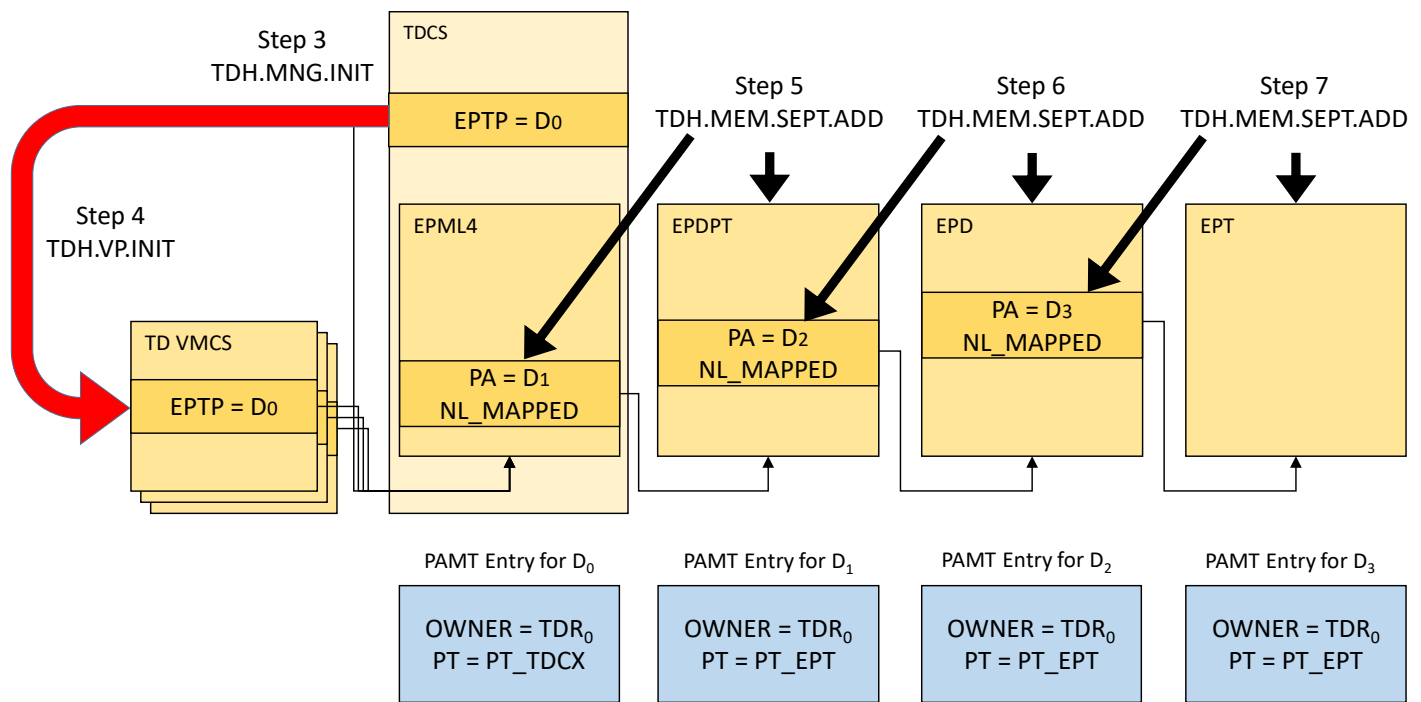 Step 3
TDH.MNG.INIT
TDCS
EPTP = D0
Step 5
TDH.MEM.SEPT.ADD
Step 6
TDH.MEM.SEPT.ADD
Step 7
TDH.MEM.SEPT.ADD
Step 4
TDH.VP.INIT
TD VMCS
EPTP = D0
EPML4
PA = D1
NL_MAPPED
EPDPT
PA = D2
NL_MAPPED
EPD
PA = D3
NL_MAPPED
EPT
PAMT Entry for D₀
OWNER = TDR₀
PT = PT_TDCX
PAMT Entry for D₁
OWNER = TDR₀
PT = PT_EPT
PAMT Entry for D₂
OWNER = TDR₀
PT = PT_EPT
PAMT Entry for D₃
OWNER = TDR₀
PT = PT_EPT